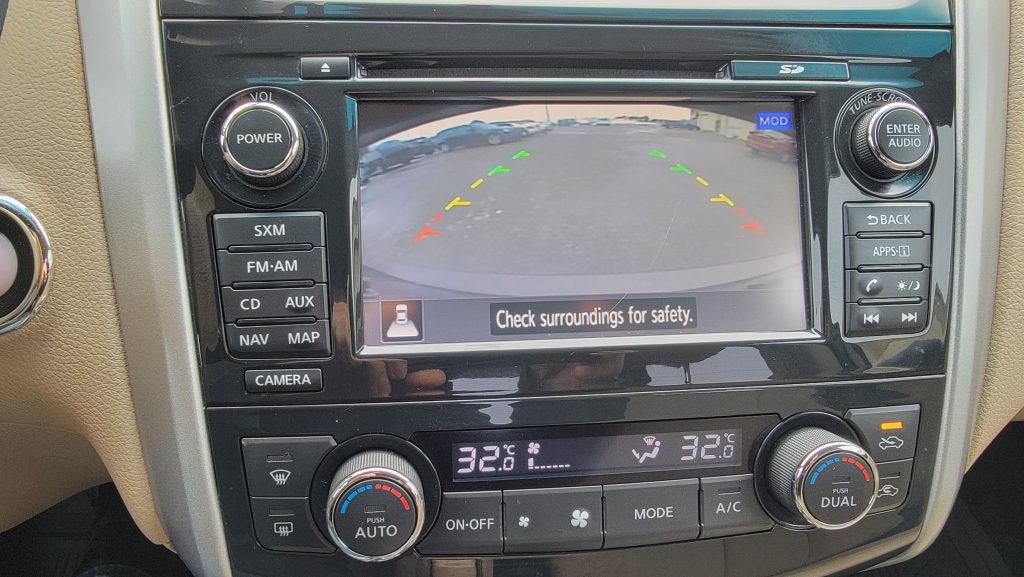 SD
VOL
POWER
TUNE-SCROLL
ENTER
AUDIO
MOD
SXM
FM·AM
CD AUX
NAV MAP
CAMERA
BACK
APPS·i
Check surroundings for safety.
32.0°C
32.0°C
PUSH
AUTO
ON·OFF
MODE
A/C
PUSH
DUAL